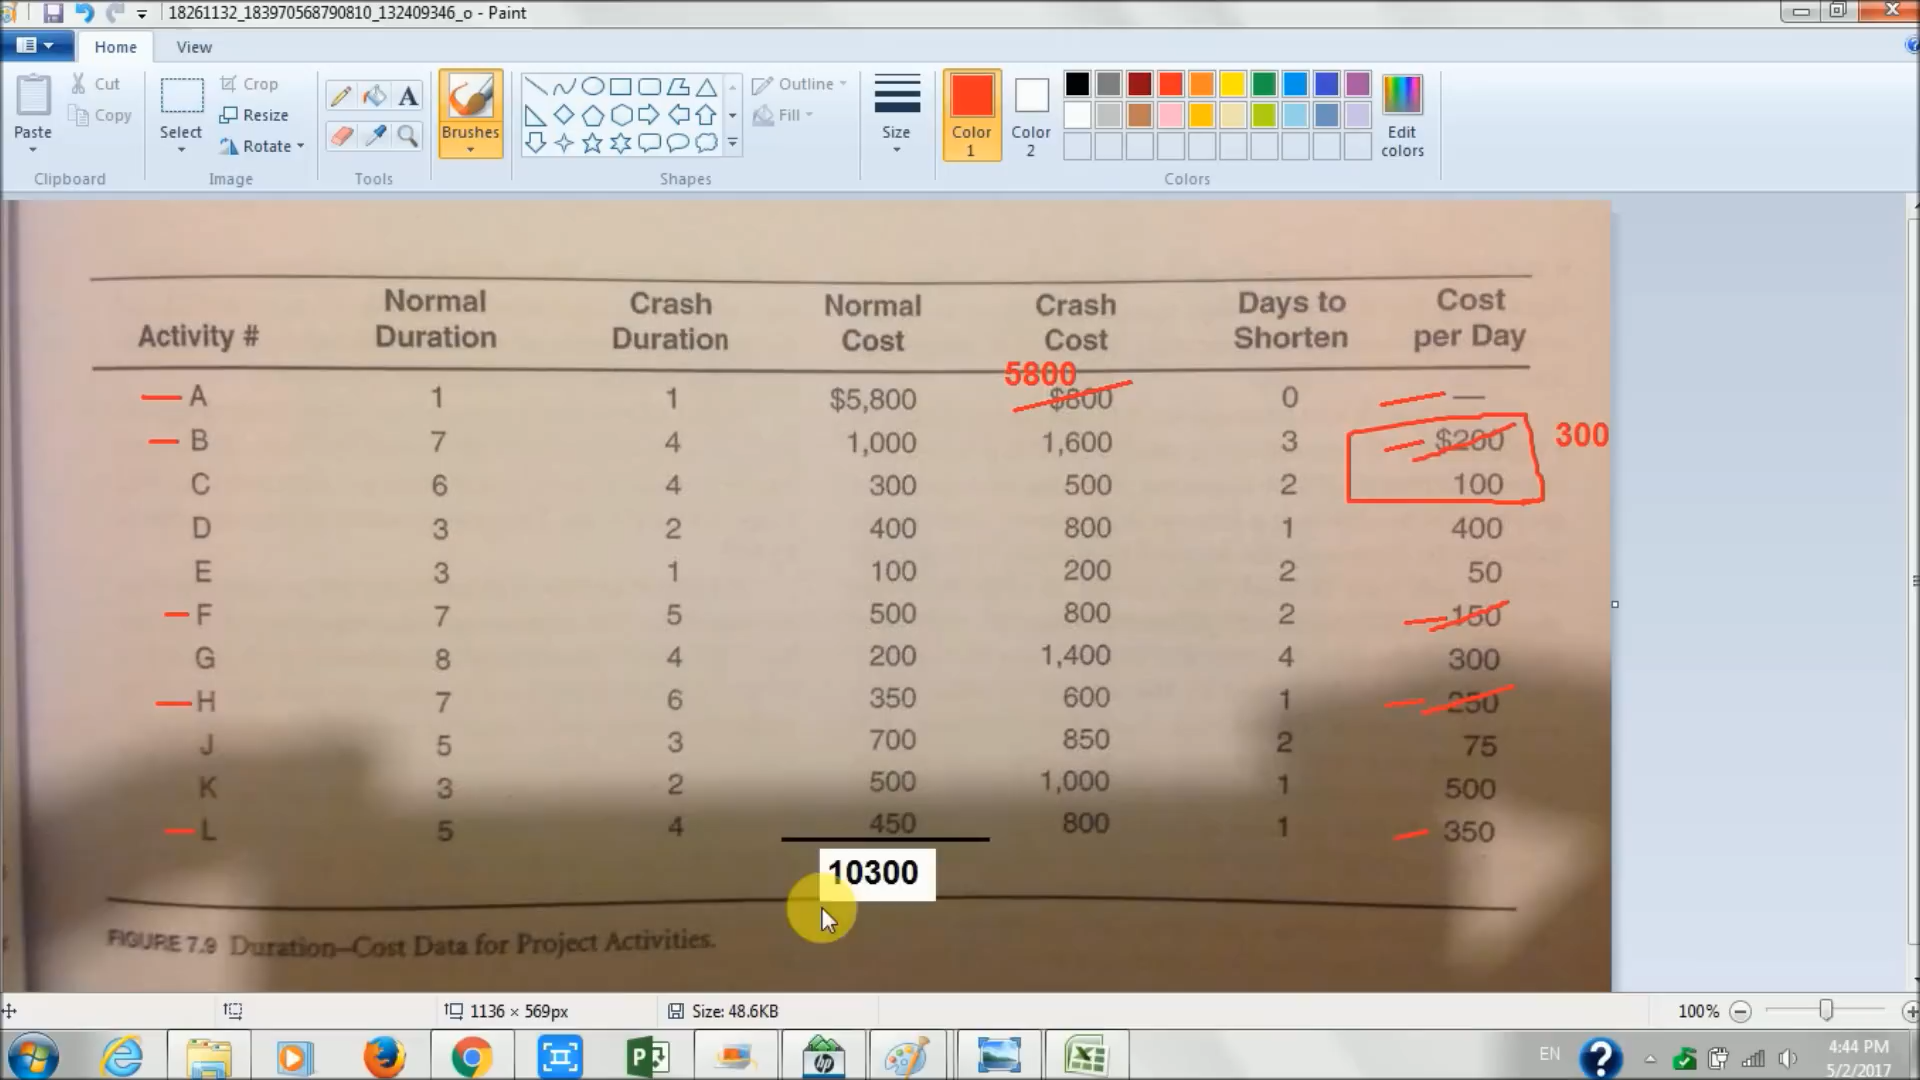 18261132_183970568790810_132409346_o - Paint
Home View
Cut
Copy
Paste
Clipboard
Crop
Resize
Rotate
Select
Image
A
Tools
Brushes
Outline
Fill
Shapes
Size
Color 1
Color 2
Edit colors
Colors
Activity # Normal Duration Crash Duration Normal Cost Crash Cost Days to Shorten Cost per Day
5800
A 1 1 $5,800 $800 0 —
B 7 4 1,000 1,600 3 $200 300
C 6 4 300 500 2 100
D 3 2 400 800 1 400
E 3 1 100 200 2 50
F 7 5 500 800 2 150
G 8 4 200 1,400 4 300
H 7 6 350 600 1 250
J 5 3 700 850 2 75
K 3 2 500 1,000 1 500
L 5 4 450 800 1 350
10300
FIGURE 7.9 Duration–Cost Data for Project Activities.
1136 × 569px Size: 48.6KB 100%
hp
EN
4:44 PM
5/2/2017